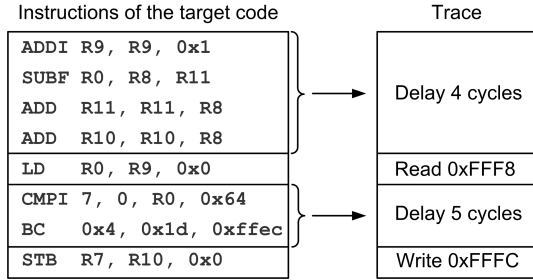 Instructions of the target code
Trace
ADDI R9, R9, 0x1
SUBF R0, R8, R11
ADD R11, R11, R8
ADD R10, R10, R8
Delay 4 cycles
LD R0, R9, 0x0
Read 0xFFF8
CMPI 7, 0, R0, 0x64
BC 0x4, 0x1d, 0xffec
Delay 5 cycles
STB R7, R10, 0x0
Write 0xFFFC